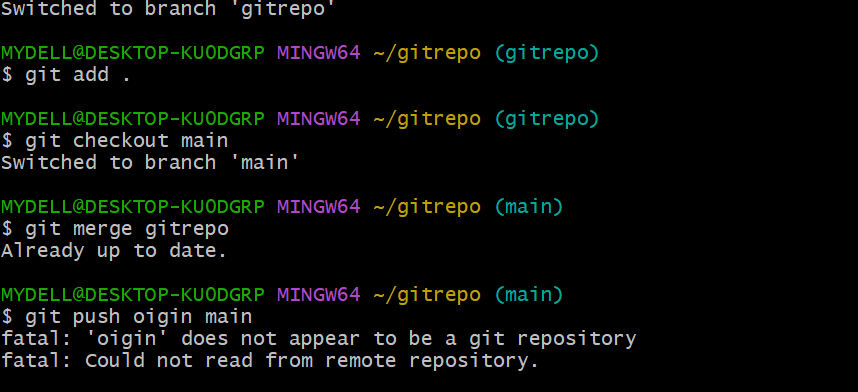 Switched to branch 'gitrepo'
MYDELL@DESKTOP-KU0DGRP MINGW64 ~/gitrepo (gitrepo)
$ git add .
MYDELL@DESKTOP-KU0DGRP MINGW64 ~/gitrepo (gitrepo)
$ git checkout main
Switched to branch 'main'
MYDELL@DESKTOP-KU0DGRP MINGW64 ~/gitrepo (main)
$ git merge gitrepo
Already up to date.
MYDELL@DESKTOP-KU0DGRP MINGW64 ~/gitrepo (main)
$ git push oigin main
fatal: 'oigin' does not appear to be a git repository
fatal: Could not read from remote repository.